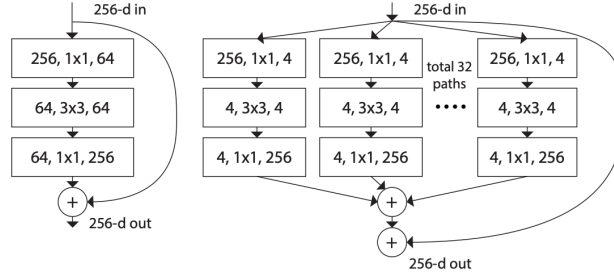 256-d in
256, 1x1, 64
64, 3x3, 64
64, 1x1, 256
+
256-d out
256-d in
256, 1x1, 4
256, 1x1, 4
256, 1x1, 4
total 32
paths
....
4, 3x3, 4
4, 3x3, 4
4, 3x3, 4
4, 1x1, 256
4, 1x1, 256
4, 1x1, 256
+
+
256-d out